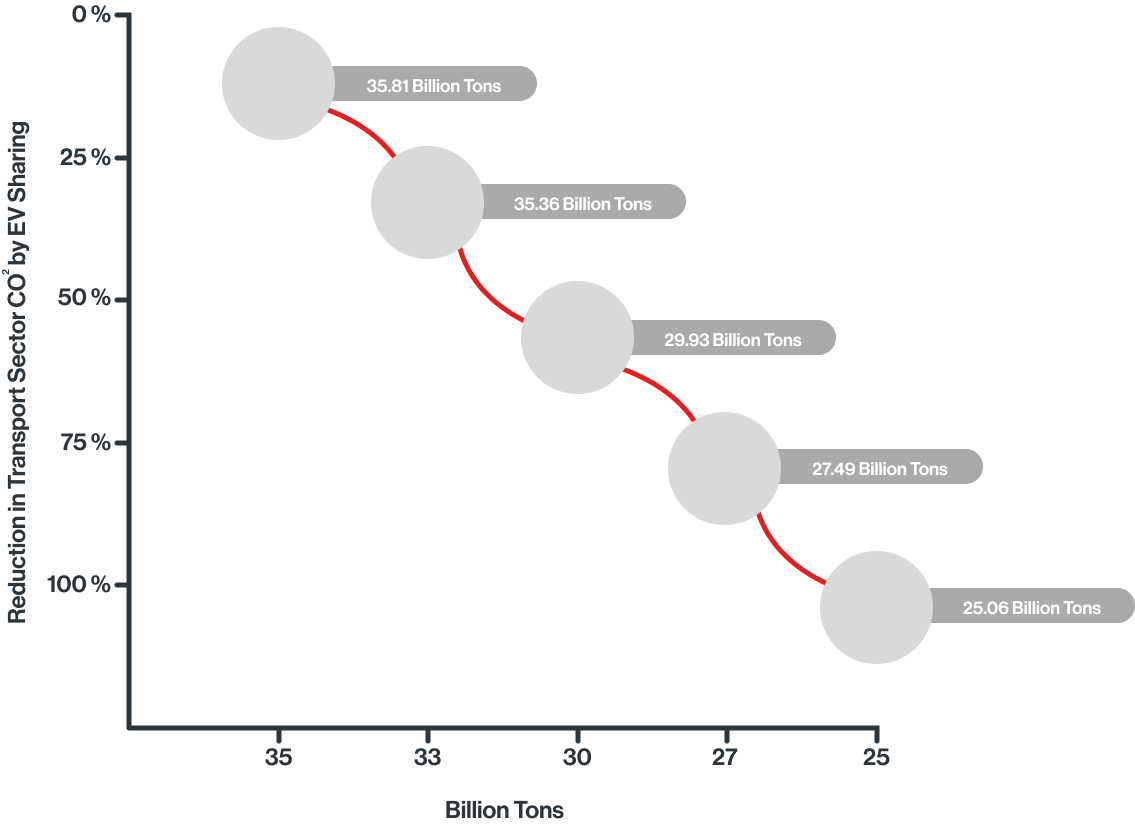 0 %
35.81 Billion Tons
25 %
35.36 Billion Tons
50 %
29.93 Billion Tons
75 %
27.49 Billion Tons
100 %
25.06 Billion Tons
Reduction in Transport Sector CO² by EV Sharing
35 33 30 27 25
Billion Tons